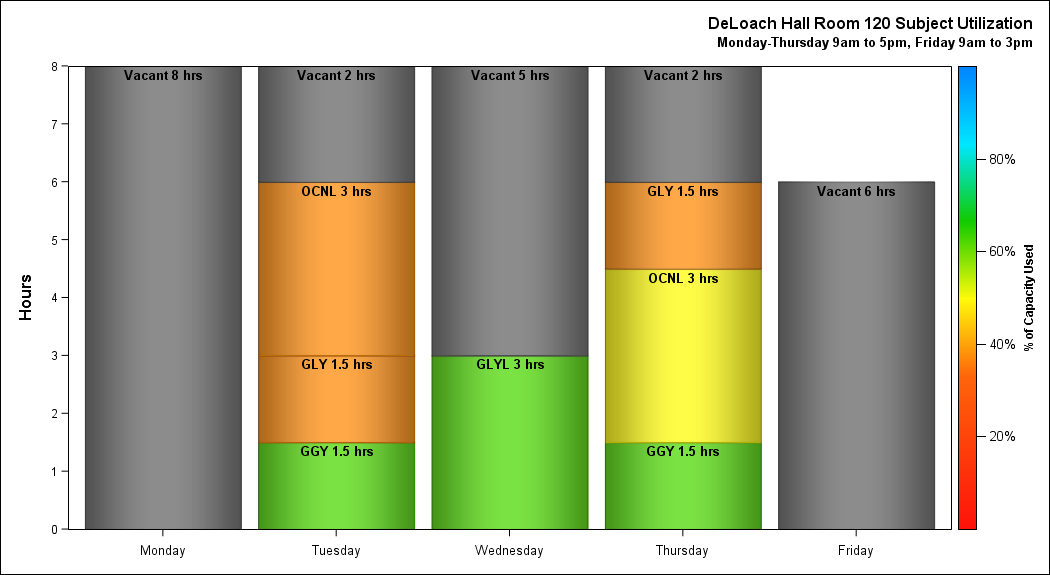 DeLoach Hall Room 120 Subject Utilization
Monday-Thursday 9am to 5pm, Friday 9am to 3pm
Hours
8
7
6
5
4
3
2
1
0
Vacant 8 hrs
Vacant 2 hrs
OCNL 3 hrs
GLY 1.5 hrs
GGY 1.5 hrs
Vacant 5 hrs
GLYL 3 hrs
Vacant 2 hrs
GLY 1.5 hrs
OCNL 3 hrs
GGY 1.5 hrs
Vacant 6 hrs
Monday
Tuesday
Wednesday
Thursday
Friday
80%
60%
40%
20%
% of Capacity Used